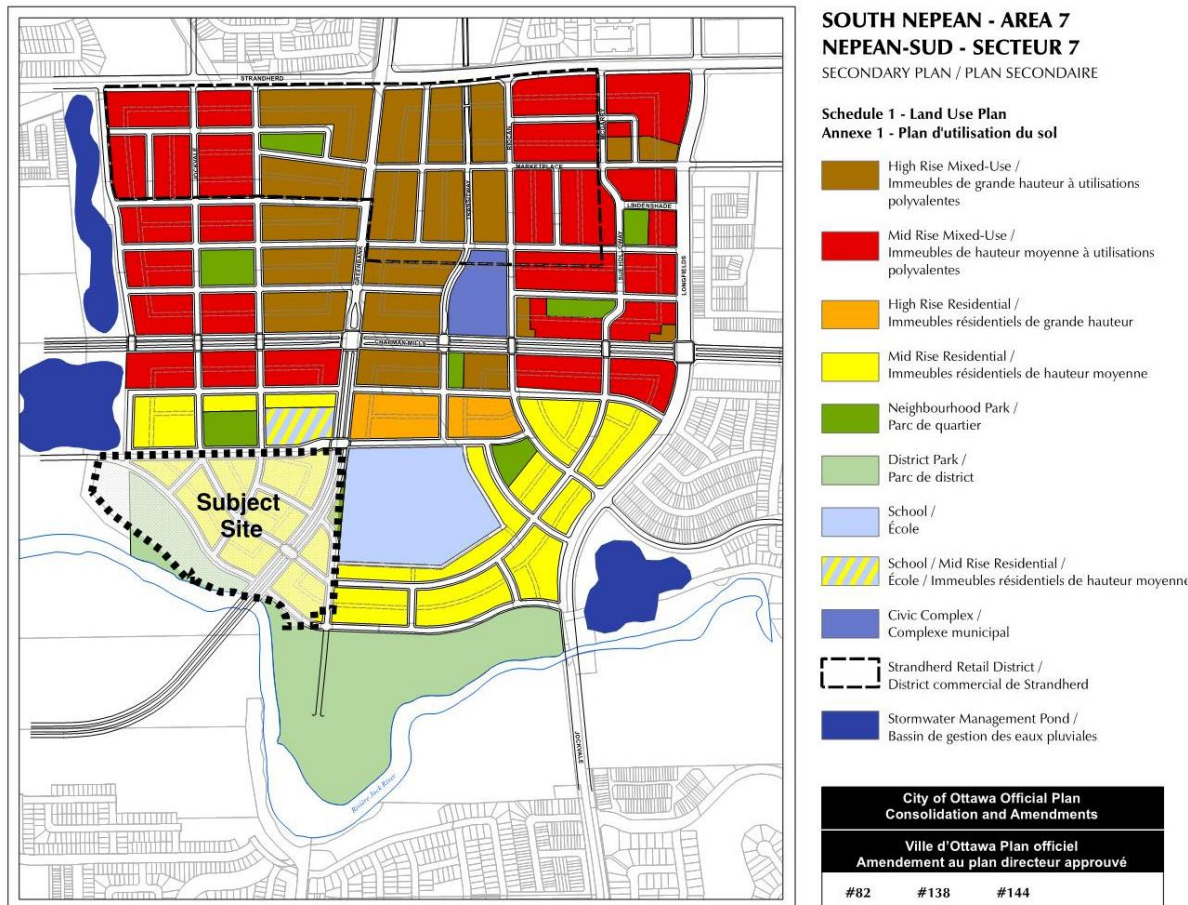 SOUTH NEPEAN - AREA 7
NEPEAN-SUD - SECTEUR 7
SECONDARY PLAN / PLAN SECONDAIRE
Schedule 1 - Land Use Plan
Annexe 1 - Plan d'utilisation du sol
High Rise Mixed-Use /
Immeubles de grande hauteur à utilisations
polyvalentes
Mid Rise Mixed-Use /
Immeubles de hauteur moyenne à utilisations
polyvalentes
High Rise Residential /
Immeubles résidentiels de grande hauteur
Mid Rise Residential /
Immeubles résidentiels de hauteur moyenne
Neighbourhood Park /
Parc de quartier
District Park /
Parc de district
School /
École
School / Mid Rise Residential /
École / Immeubles résidentiels de hauteur moyenne
Civic Complex /
Complexe municipal
Strandherd Retail District /
District commercial de Strandherd
Stormwater Management Pond /
Bassin de gestion des eaux pluviales
City of Ottawa Official Plan
Consolidation and Amendments
Ville d'Ottawa Plan officiel
Amendement au plan directeur approuvé
#82 #138 #144
STRANDHERD
JOCKVALE
RIOCAN
MARKETPLACE
GREENBANK
SUE HOLLOWAY
LONGFIELDS
CHAPMAN MILLS
Subject
Site
JOCKVALE
Rivière Jock River